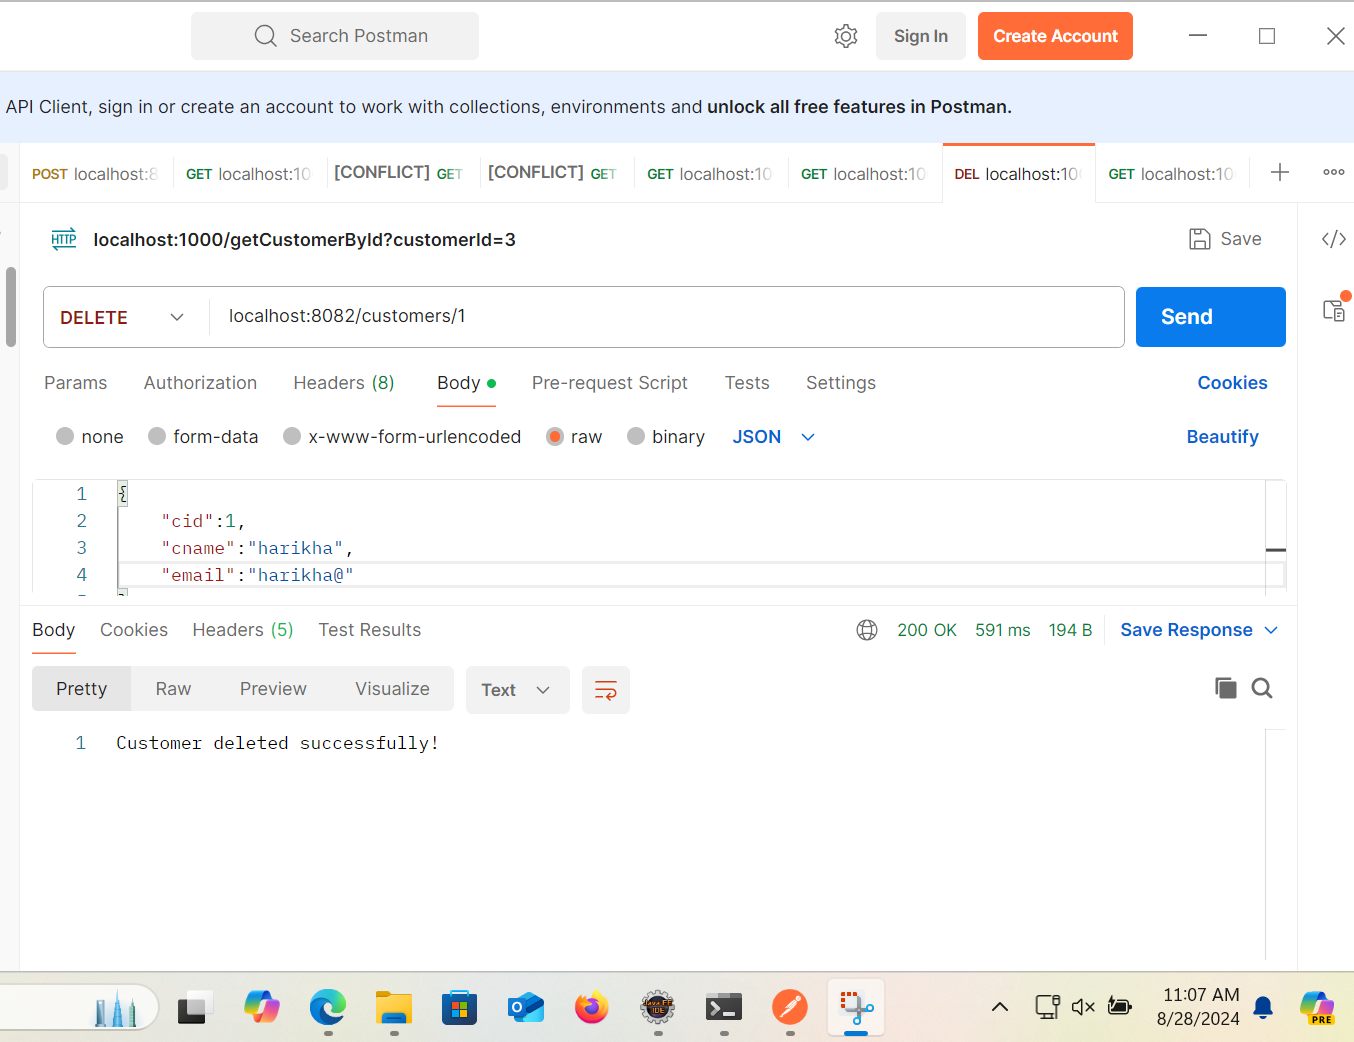 Search Postman
Sign In
Create Account
API Client, sign in or create an account to work with collections, environments and unlock all free features in Postman.
POST localhost:8
GET localhost:10
[CONFLICT] GET
[CONFLICT] GET
GET localhost:10
GET localhost:10
DEL localhost:10
GET localhost:10
HTTP localhost:1000/getCustomerById?customerId=3
Save
</>
DELETE
localhost:8082/customers/1
Send
Params Authorization Headers (8) Body Pre-request Script Tests Settings Cookies
none form-data x-www-form-urlencoded raw binary JSON Beautify
1 {
2 "cid":1,
3 "cname":"harikha",
4 "email":"harikha@"
Body Cookies Headers (5) Test Results 200 OK 591 ms 194 B Save Response
Pretty Raw Preview Visualize Text
1 Customer deleted successfully!
Java EE
IDE
11:07 AM
8/28/2024
PRE